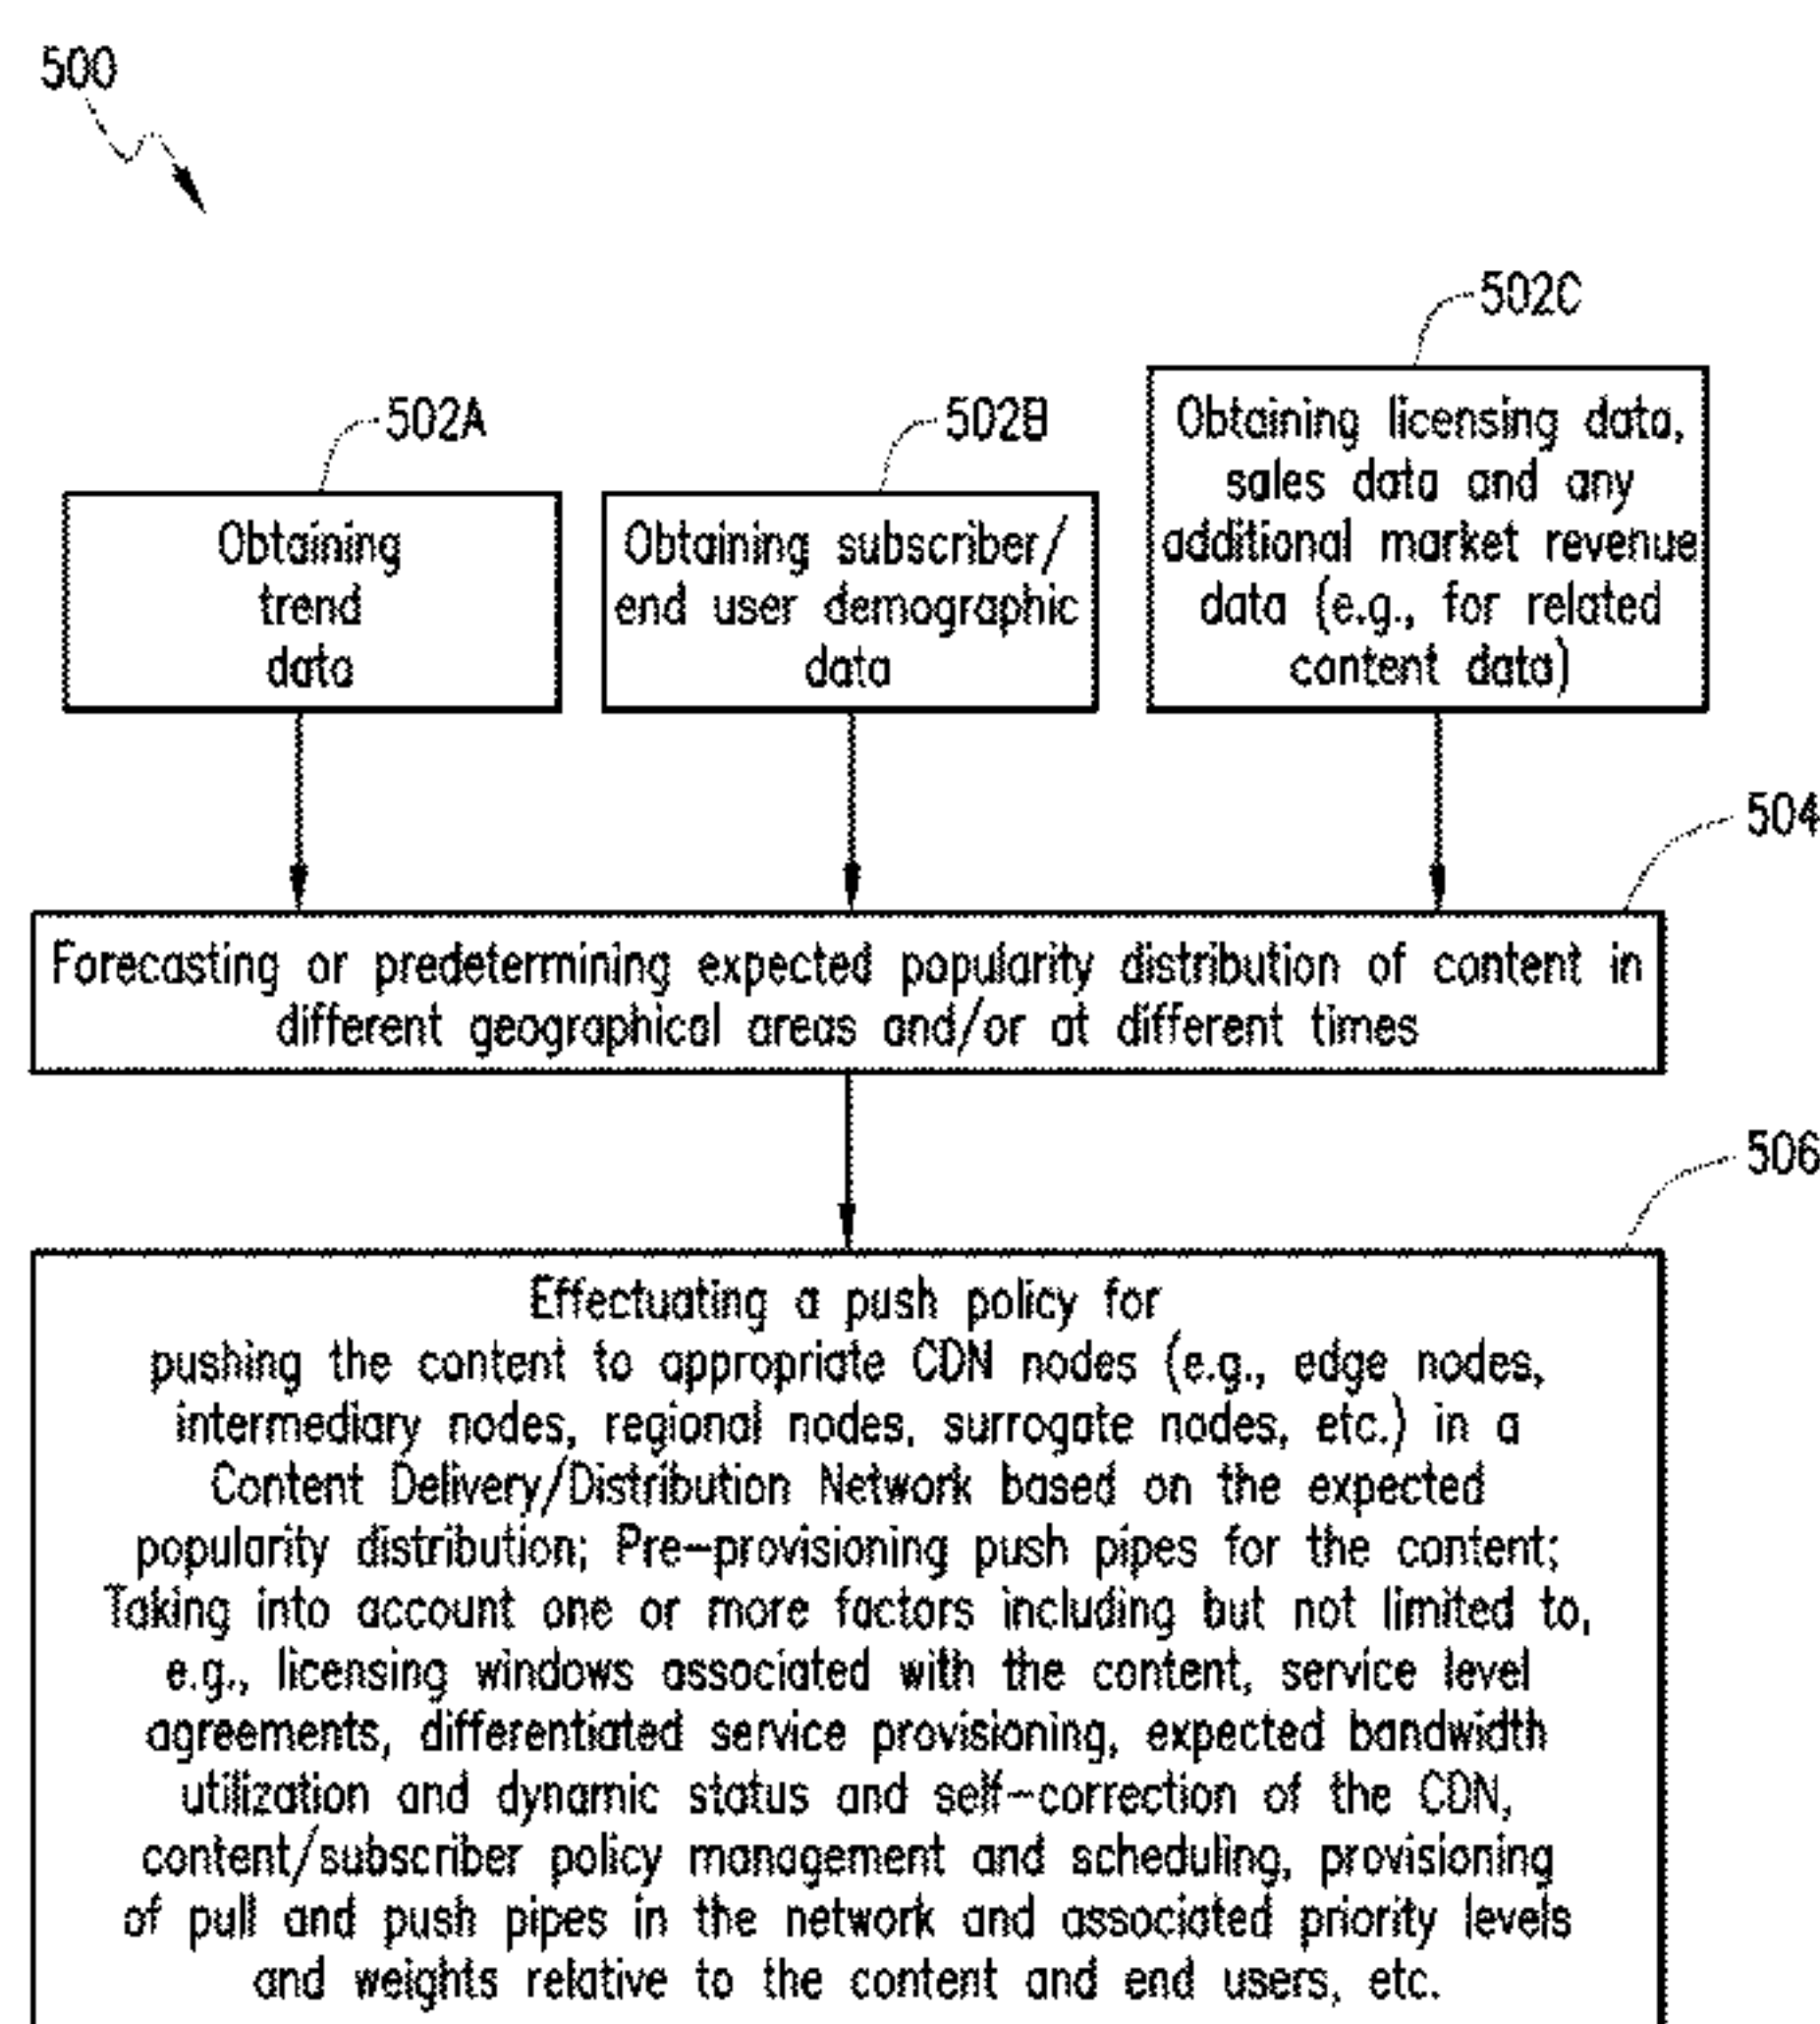 500
502C
502A
502B
Obtaining licensing data,
sales data and any
additional market revenue
data (e.g., for related
content data)
Obtaining
trend
data
Obtaining subscriber/
end user demographic
data
504
Forecasting or predetermining expected popularity distribution of content in
different geographical areas and/or at different times
506
Effectuating a push policy for
pushing the content to appropriate CDN nodes (e.g., edge nodes,
intermediary nodes, regional nodes, surrogate nodes, etc.) in a
Content Delivery/Distribution Network based on the expected
popularity distribution; Pre-provisioning push pipes for the content;
Taking into account one or more factors including but not limited to,
e.g., licensing windows associated with the content, service level
agreements, differentiated service provisioning, expected bandwidth
utilization and dynamic status and self-correction of the CDN,
content/subscriber policy management and scheduling, provisioning
of pull and push pipes in the network and associated priority levels
and weights relative to the content and end users, etc.